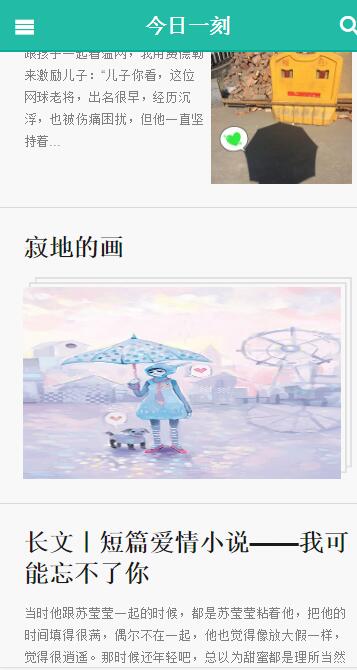 今日一刻
跟孩子一起看温网，我用费德勒
来激励儿子：“儿子你看，这位
网球老将，出名很早，经历沉
浮，也被伤痛困扰，但他一直坚
持着...
寂地的画
长文丨短篇爱情小说——我可
能忘不了你
当时他跟苏莹莹一起的时候，都是苏莹莹粘着他，把他的
时间填得很满，偶尔不在一起，他也觉得像放大假一样，
觉得很逍遥。那时候还年轻吧，总以为甜蜜都是理所当然